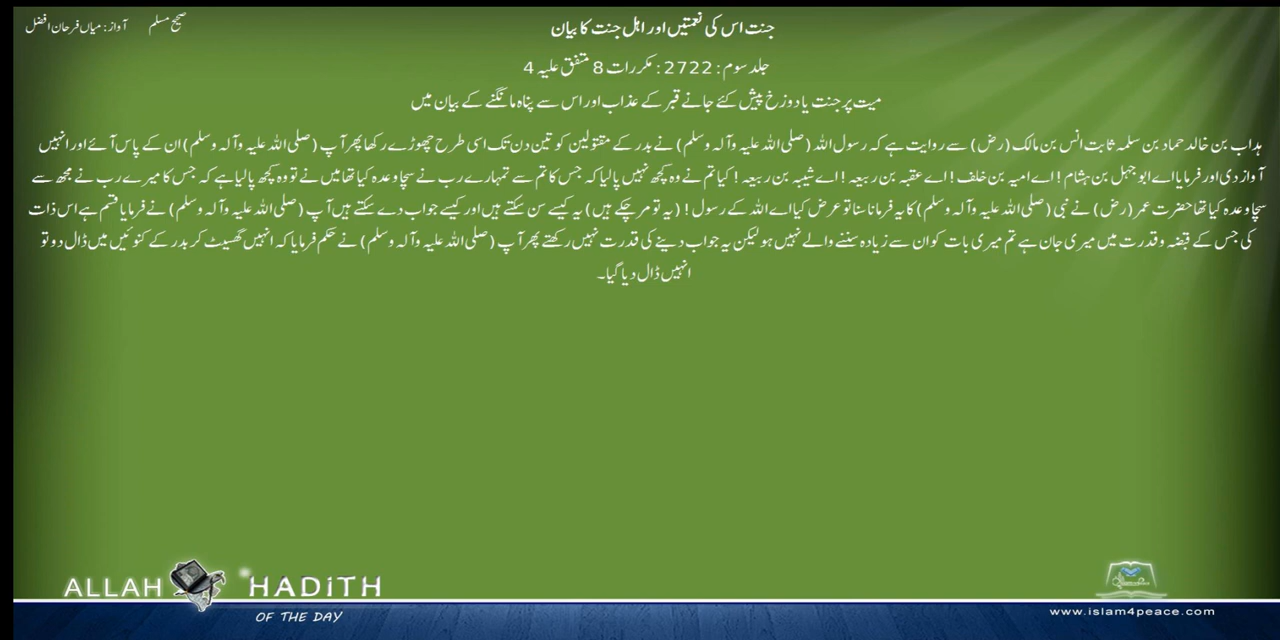 صحیح مسلم آواز: میاں فرحان افضل
جنت اس کی نعمتیں اور اہل جنت کا بیان
جلد سوم : 2722 : مکررات 8 متفق علیہ 4
میت پر جنت یا دوزخ پیش کئے جانے قبر کے عذاب اور اس سے پناہ مانگنے کے بیان میں
ہداب بن خالد حماد بن سلمہ ثابت انس بن مالک (رض) سے روایت ہے کہ رسول اللہ (صلی اللہ علیہ وآلہ وسلم) نے بدر کے مقتولین کو تین دن تک اسی طرح چھوڑے رکھا پھر آپ (صلی اللہ علیہ وآلہ وسلم) ان کے پاس آئے اور انہیں
آواز دی اور فرمایا اے ابوجہل بن ہشام ! اے امیہ بن خلف ! اے عقبہ بن ربیعہ ! اے شیبہ بن ربیعہ ! کیا تم نے وہ کچھ نہیں پالیا کہ جس کا تم سے تمہارے رب نے سچا وعدہ کیا تھا میں نے تو وہ کچھ پالیا ہے کہ جس کا میرے رب نے مجھ سے
سچا وعدہ کیا تھا حضرت عمر (رض) نے نبی (صلی اللہ علیہ وآلہ وسلم) کا یہ فرمانا سنا تو عرض کیا اے اللہ کے رسول ! (یہ تو مر چکے ہیں) یہ کیسے سن سکتے ہیں اور کیسے جواب دے سکتے ہیں آپ (صلی اللہ علیہ وآلہ وسلم) نے فرمایا قسم ہے اس ذات
کی جس کے قبضہ و قدرت میں میری جان ہے تم میری بات کو ان سے زیادہ سننے والے نہیں ہو لیکن یہ جواب دینے کی قدرت نہیں رکھتے پھر آپ (صلی اللہ علیہ وآلہ وسلم) نے حکم فرمایا کہ انہیں گھسیٹ کر بدر کے کنوئیں میں ڈال دو تو
انہیں ڈال دیا گیا۔
ALLAH HADITH
OF THE DAY
www.islam4peace.com